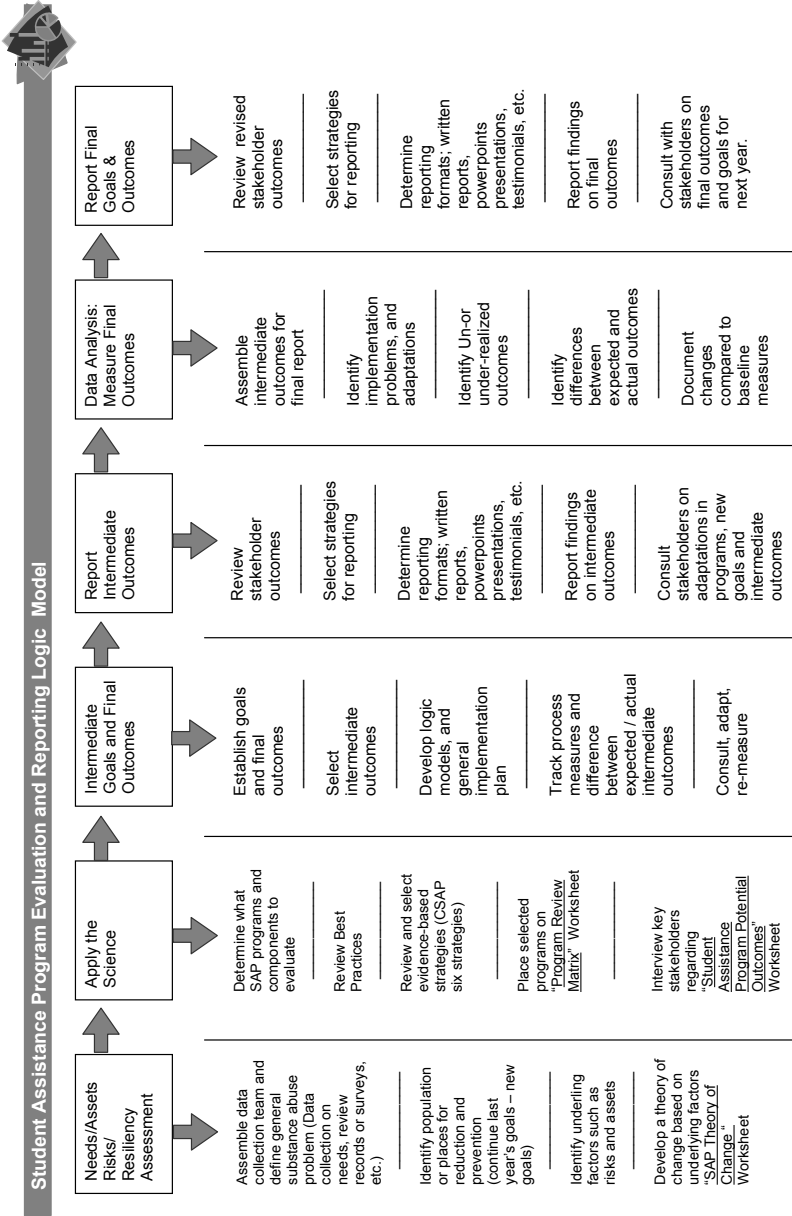 Student Assistance Program Evaluation and Reporting Logic Model
Needs/Assets
Risks/
Resiliency
Assessment
Assemble data
collection team and
define general
substance abuse
problem (Data
collection on
needs, review
records or surveys,
etc.)
Identify population
or places for
reduction and
prevention
(continue last
year's goals – new
goals)
Identify underling
factors such as
risks and assets
Develop a theory of
change based on
underlying factors
"SAP Theory of
Change "
Worksheet
Apply the
Science
Determine what
SAP programs and
components to
evaluate
Review Best
Practices
Review and select
evidence-based
strategies (CSAP
six strategies)
Place selected
programs on
"Program Review
Matrix" Worksheet
Interview key
stakeholders
regarding
"Student
Assistance
Program Potential
Outcomes"
Worksheet
Intermediate
Goals and Final
Outcomes
Establish goals
and final
outcomes
Select
intermediate
outcomes
Develop logic
models, and
general
implementation
plan
Track process
measures and
difference
between
expected / actual
intermediate
outcomes
Consult, adapt,
re-measure
Report
Intermediate
Outcomes
Review
stakeholder
outcomes
Select strategies
for reporting
Determine
reporting
formats; written
reports,
powerpoints
presentations,
testimonials, etc.
Report findings
on intermediate
outcomes
Consult
stakeholders on
adaptations in
programs, new
goals and
intermediate
outcomes
Data Analysis:
Measure Final
Outcomes
Assemble
intermediate
outcomes for
final report
Identify
implementation
problems, and
adaptations
Identify Un-or
under-realized
outcomes
Identify
differences
between
expected and
actual outcomes
Document
changes
compared to
baseline
measures
Report Final
Goals &
Outcomes
Review revised
stakeholder
outcomes
Select strategies
for reporting
Determine
reporting
formats; written
reports,
powerpoints
presentations,
testimonials, etc.
Report findings
on final
outcomes
Consult with
stakeholders on
final outcomes
and goals for
next year.